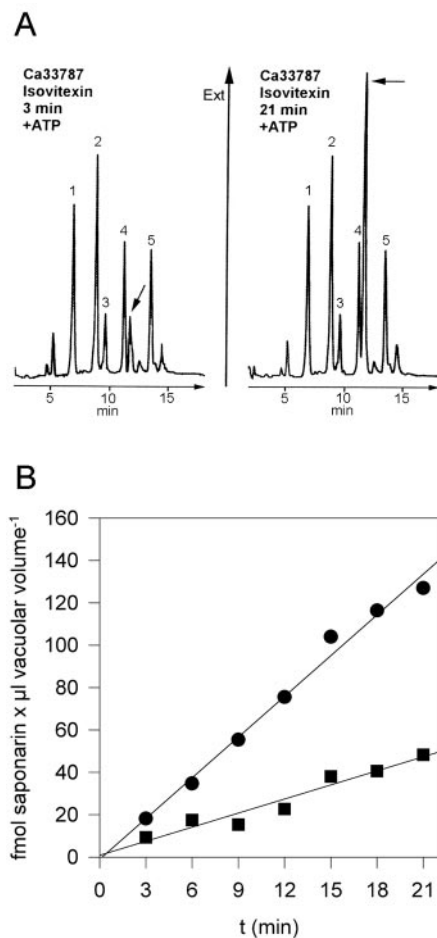 A
Ca33787
Isovitexin
3 min
+ATP
1
2
3
4
5
5
10
15
min
Ext
Ca33787
Isovitexin
21 min
+ATP
1
2
3
4
5
5
10
15
min
B
fmol saponarin x µl vacuolar volume⁻¹
160
140
120
100
80
60
40
20
0
0 3 6 9 12 15 18 21
t (min)